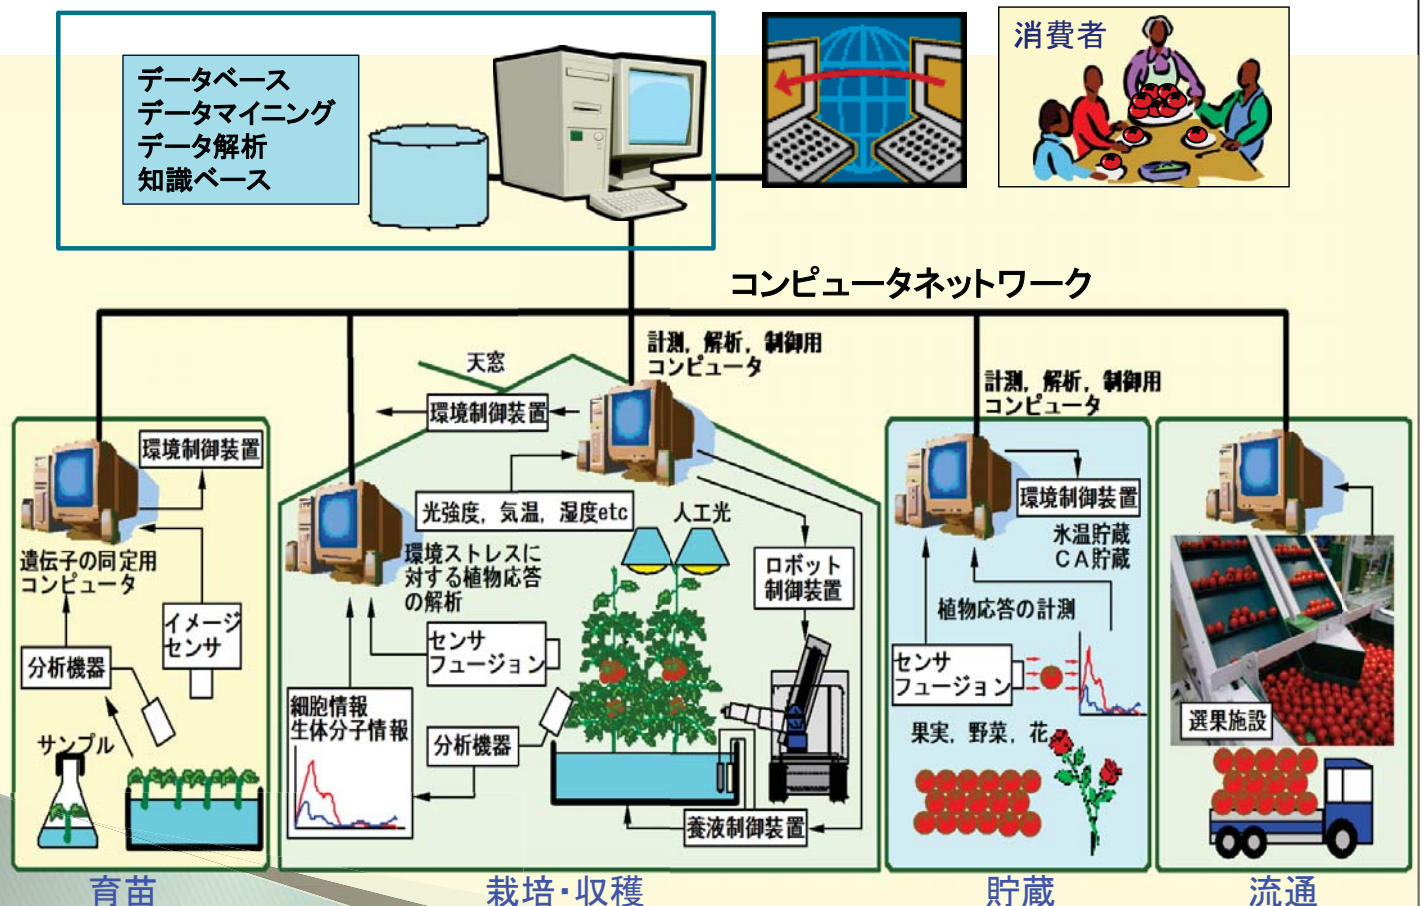 データベース
データマイニング
データ解析
知識ベース
消費者
コンピュータネットワーク
天窓
計測，解析，制御用
コンピュータ
計測，解析，制御用
コンピュータ
環境制御装置
環境制御装置
環境制御装置
光強度，気温，湿度etc
人工光
氷温貯蔵
ＣＡ貯蔵
遺伝子の同定用
コンピュータ
環境ストレスに
対する植物応答
の解析
ロボット
制御装置
植物応答の計測
イメージ
センサ
分析機器
センサ
フュージョン
センサ
フュージョン
細胞情報
生体分子情報
分析機器
サンプル
果実，野菜，花
選果施設
養液制御装置
育苗
栽培・収穫
貯蔵
流通